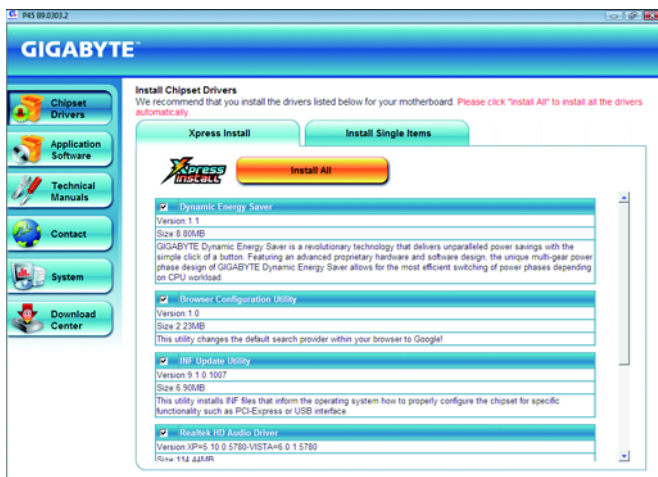 P45 B9.0303.2
GIGABYTE™
Chipset
Drivers
Application
Software
Technical
Manuals
Contact
System
Download
Center
Install Chipset Drivers
We recommend that you install the drivers listed below for your motherboard. Please click "Install All" to install all the drivers
automatically.
Xpress Install
Install Single Items
Xpress
INSTALL
Install All
Dynamic Energy Saver
Version:1.1
Size:8.80MB
GIGABYTE Dynamic Energy Saver is a revolutionary technology that delivers unparalleled power savings with the
simple click of a button. Featuring an advanced proprietary hardware and software design, the unique multi-gear power
phase design of GIGABYTE Dynamic Energy Saver allows for the most efficient switching of power phases depending
on CPU workload.
Browser Configuration Utility
Version:1.0
Size:2.23MB
This utility changes the default search provider within your browser to Google!
INF Update Utility
Version:9.1.0.1007
Size:6.90MB
This utility installs INF files that inform the operating system how to properly configure the chipset for specific
functionality such as PCI-Express or USB interface.
Realtek HD Audio Driver
Version:XP=5.10.0.5780-VISTA=6.0.1.5780
Size:114.44MB